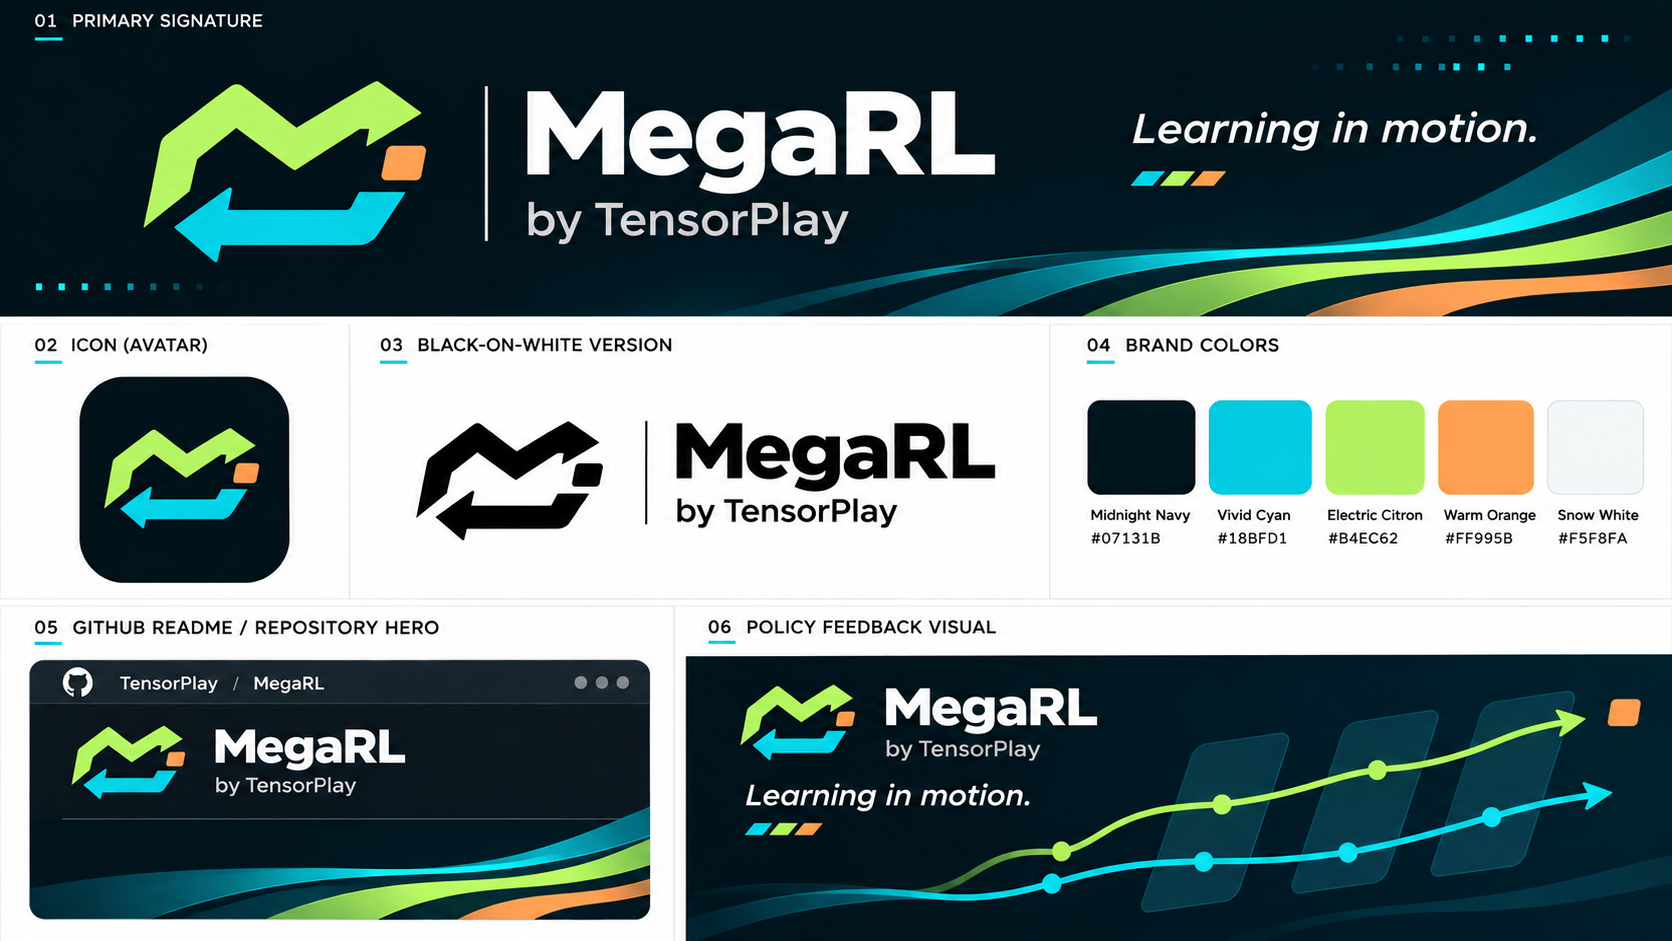 01 PRIMARY SIGNATURE
MegaRL
by TensorPlay
Learning in motion.
02 ICON (AVATAR)
03 BLACK-ON-WHITE VERSION
MegaRL
by TensorPlay
04 BRAND COLORS
Midnight Navy
#07131B
Vivid Cyan
#18BFD1
Electric Citron
#B4EC62
Warm Orange
#FF995B
Snow White
#F5F8FA
05 GITHUB README / REPOSITORY HERO
TensorPlay / MegaRL
MegaRL
by TensorPlay
06 POLICY FEEDBACK VISUAL
MegaRL
by TensorPlay
Learning in motion.